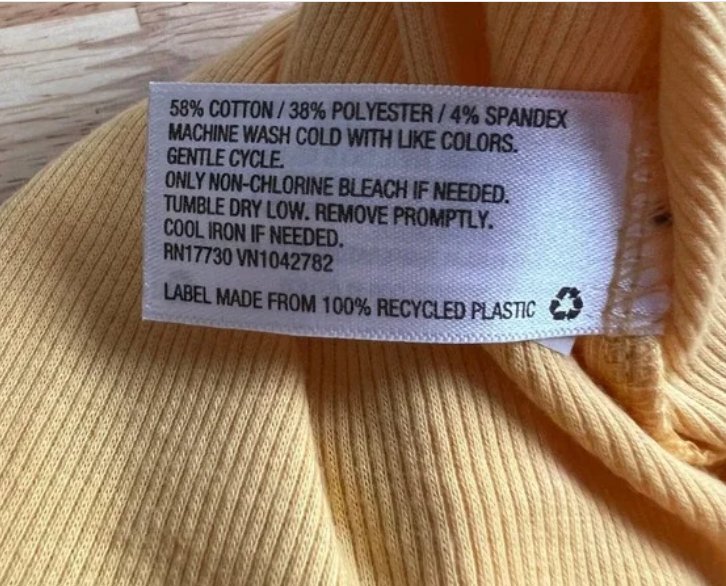 58% COTTON / 38% POLYESTER / 4% SPANDEX
MACHINE WASH COLD WITH LIKE COLORS.
GENTLE CYCLE.
ONLY NON-CHLORINE BLEACH IF NEEDED.
TUMBLE DRY LOW. REMOVE PROMPTLY.
COOL IRON IF NEEDED.
RN17730 VN1042782
LABEL MADE FROM 100% RECYCLED PLASTIC